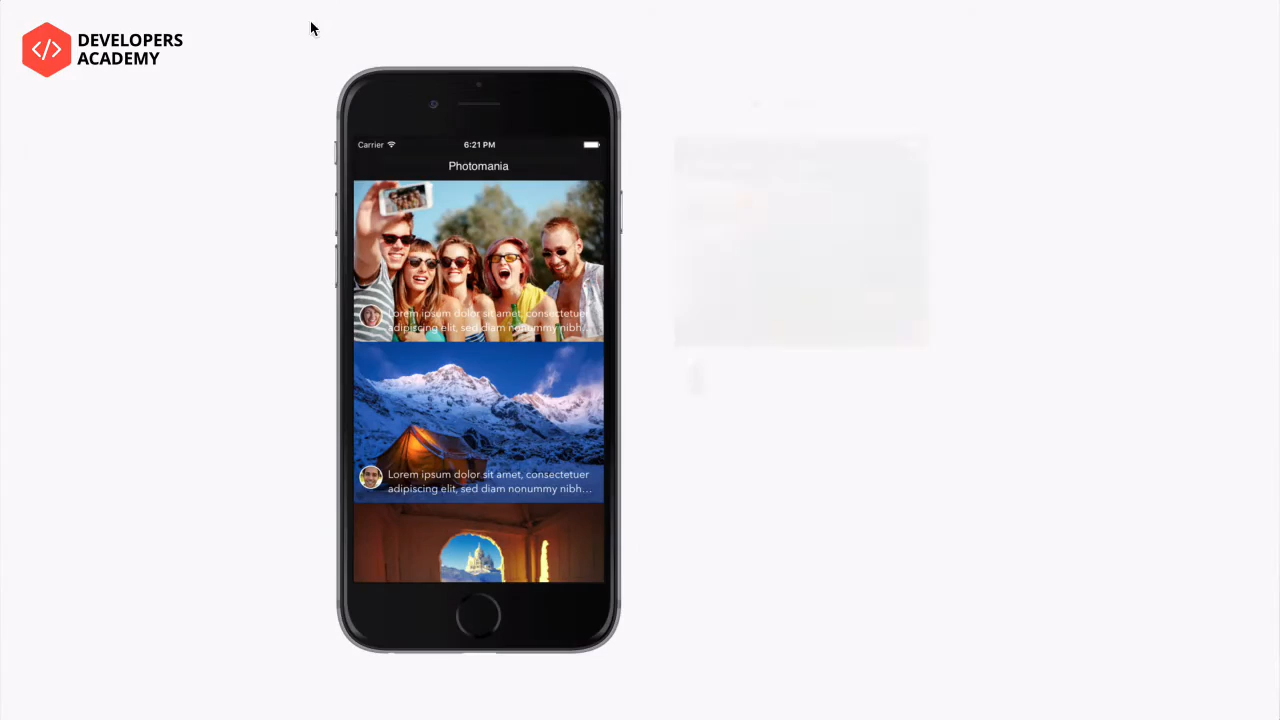 </>
DEVELOPERS
ACADEMY
Carrier
6:21 PM
Photomania
Lorem ipsum dolor sit amet, consectetuer
adipiscing elit, sed diam nonummy nibh...
Lorem ipsum dolor sit amet, consectetuer
adipiscing elit, sed diam nonummy nibh...